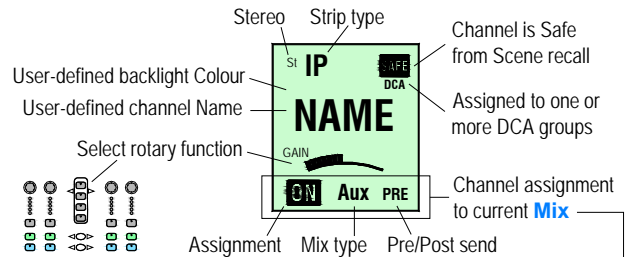 Stereo Strip type
St IP SAFE
DCA
Channel is Safe
from Scene recall
User-defined backlight Colour
User-defined channel Name
NAME
Assigned to one or
more DCA groups
Select rotary function
GAIN
ON Aux PRE
Channel assignment
to current Mix
Assignment Mix type Pre/Post send